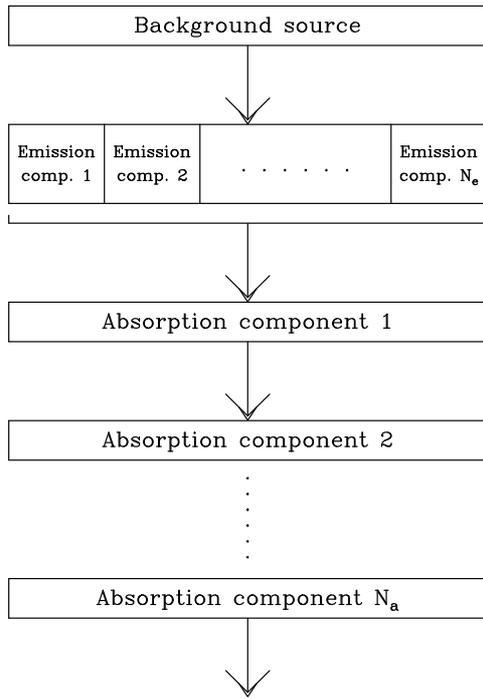 Background source
Emission comp. 1
Emission comp. 2
. . . . . .
Emission comp. Nₑ
Absorption component 1
Absorption component 2
Absorption component Nₐ